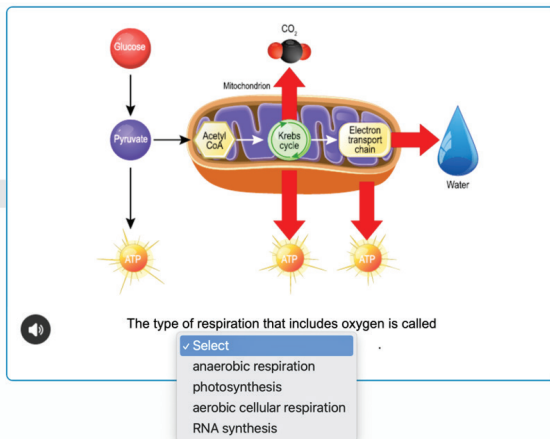 CO₂
Glucose
Mitochondrion
Pyruvate
Acetyl
CoA
Krebs
cycle
Electron
transport
chain
Water
ATP
ATP
ATP
The type of respiration that includes oxygen is called
✓ Select
.
anaerobic respiration
photosynthesis
aerobic cellular respiration
RNA synthesis